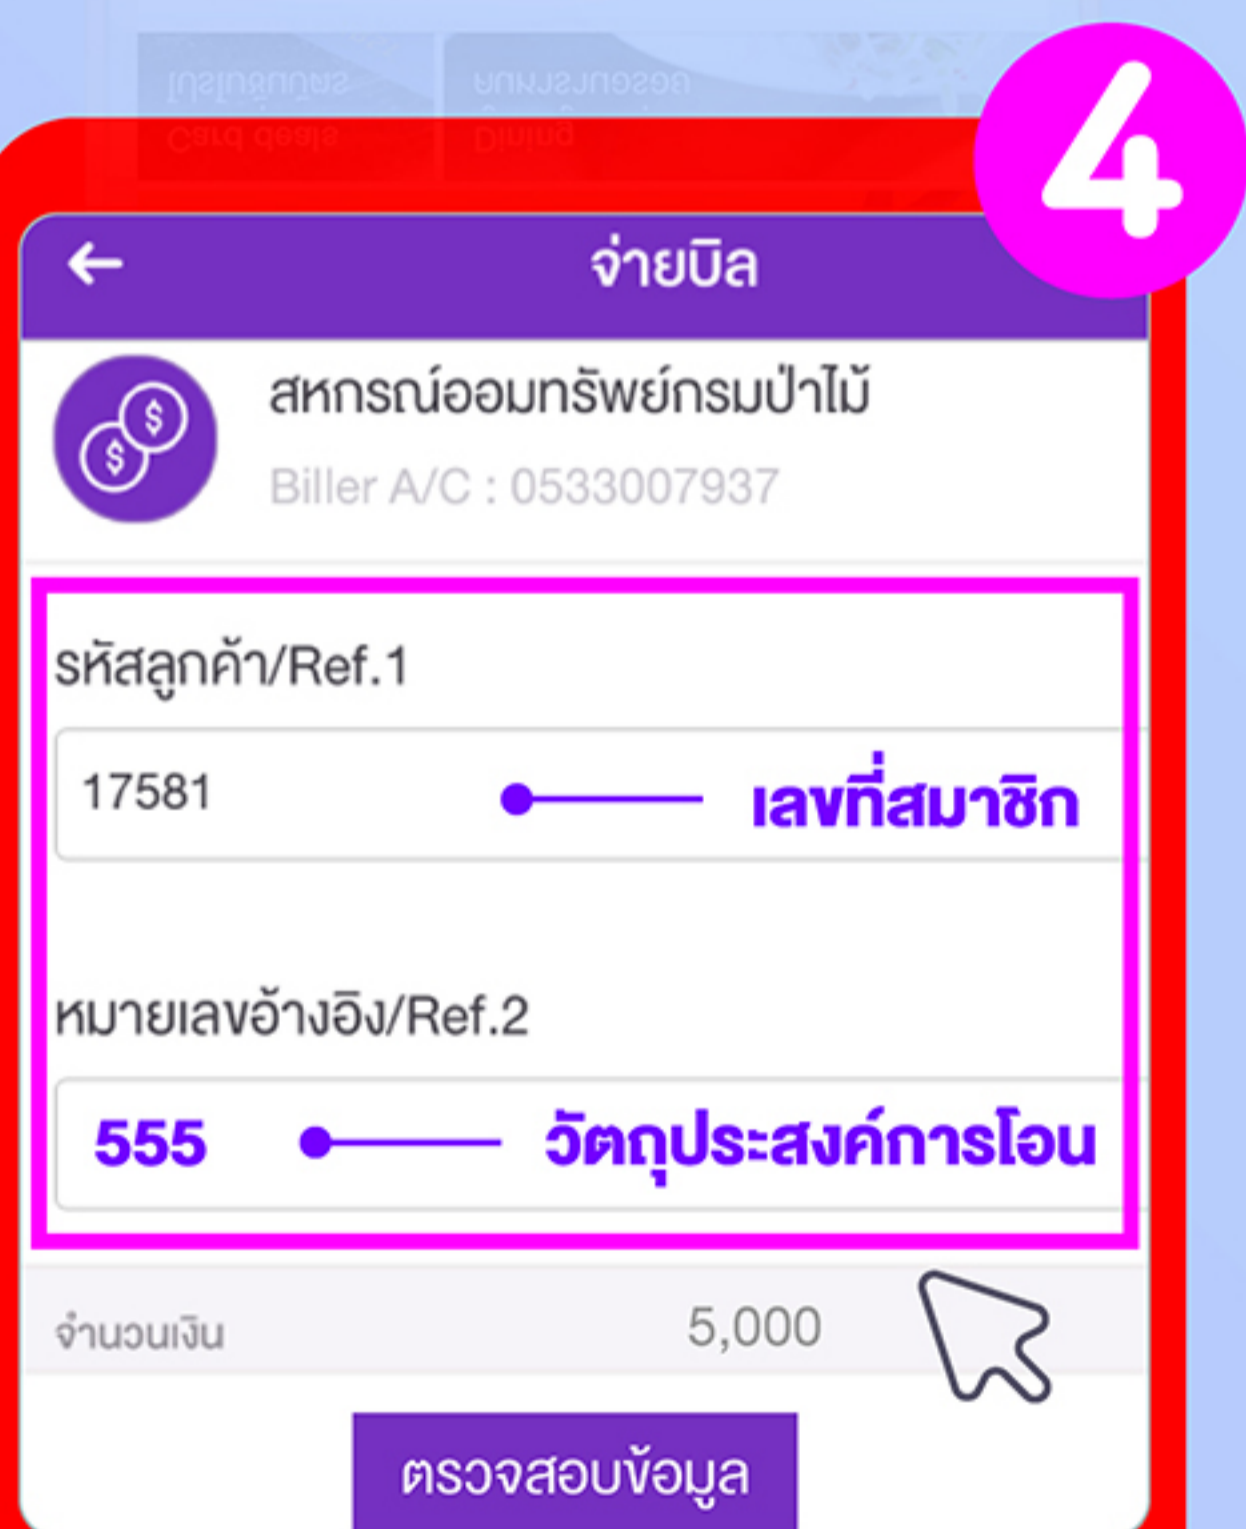 4
จ่ายบิล
สหกรณ์ออมทรัพย์กรมป่าไม้
Biller A/C : 0533007937
รหัสลูกค้า/Ref.1
17581 เลขที่สมาชิก
หมายเลขอ้างอิง/Ref.2
555 วัตถุประสงค์การโอน
จำนวนเงิน 5,000
ตรวจสอบข้อมูล